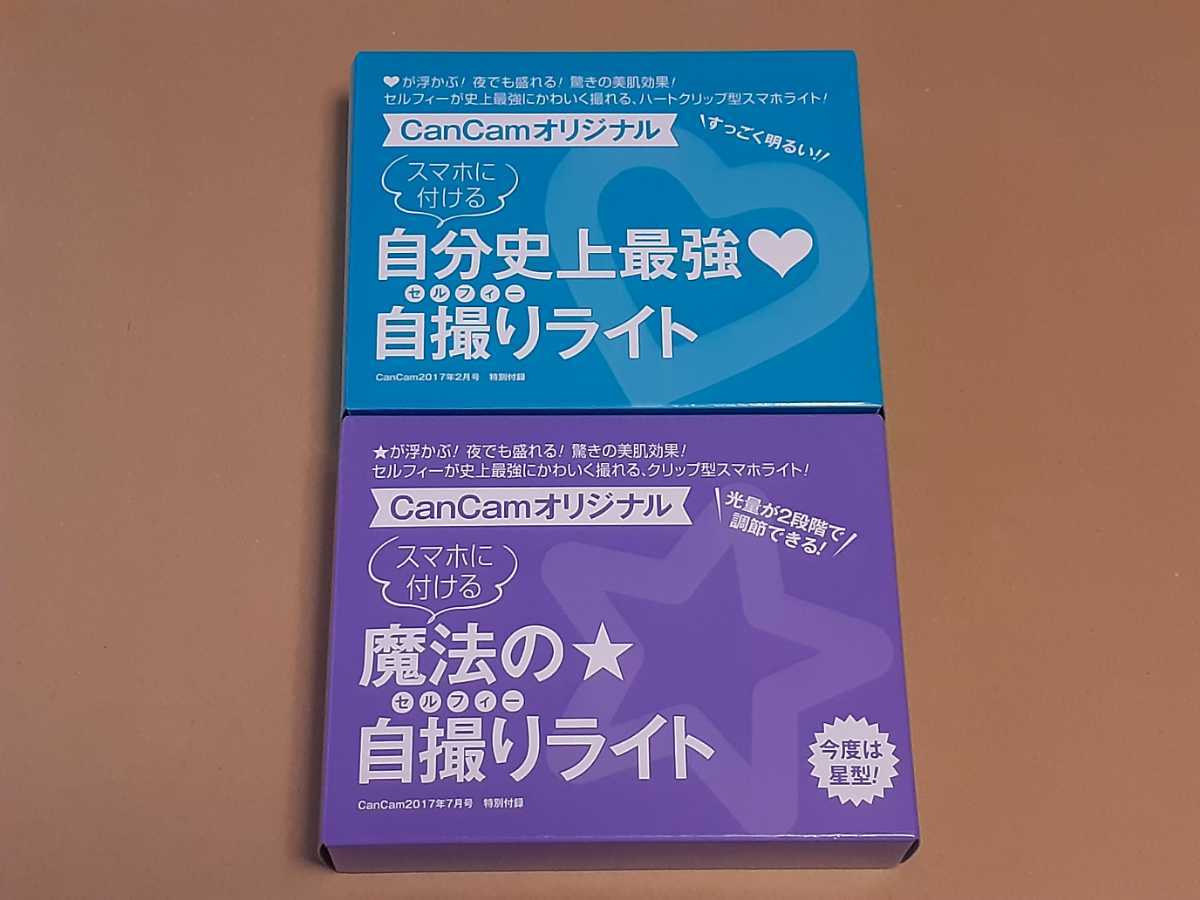 ♥が浮かぶ! 夜でも盛れる! 驚きの美肌効果!
セルフィーが史上最強にかわいく撮れる、ハートクリップ型スマホライト!
CanCamオリジナル
すっごく明るい!!
スマホに
付ける
自分史上最強♥
セルフィー
自撮りライト
CanCam2017年2月号 特別付録
★が浮かぶ! 夜でも盛れる! 驚きの美肌効果!
セルフィーが史上最強にかわいく撮れる、クリップ型スマホライト!
CanCamオリジナル
光量が2段階で
調節できる!
スマホに
付ける
魔法の★
セルフィー
自撮りライト
今度は
星型!
CanCam2017年7月号 特別付録